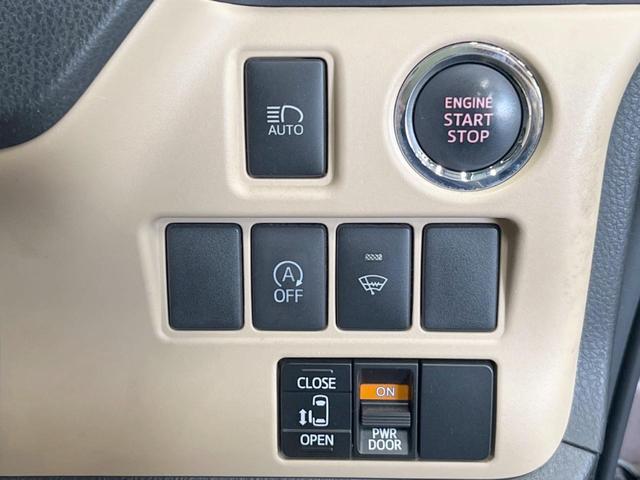 AUTO
ENGINE
START
STOP
A
OFF
CLOSE
OPEN
ON
PWR
DOOR